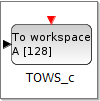 To workspace
A [128]
TOWS_c